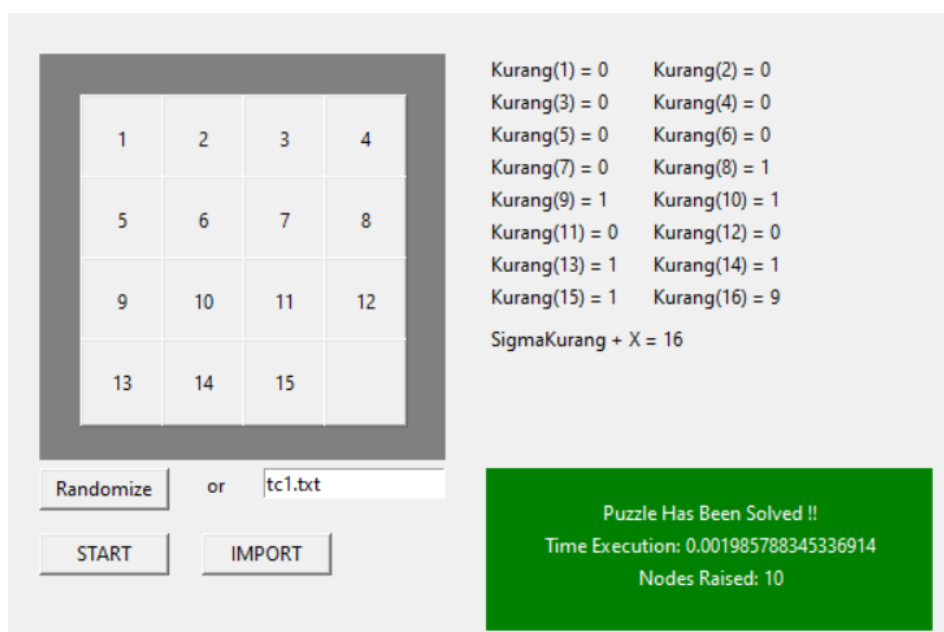 1 2 3 4
5 6 7 8
9 10 11 12
13 14 15
Randomize or tc1.txt
START IMPORT
Kurang(1) = 0 Kurang(2) = 0
Kurang(3) = 0 Kurang(4) = 0
Kurang(5) = 0 Kurang(6) = 0
Kurang(7) = 0 Kurang(8) = 1
Kurang(9) = 1 Kurang(10) = 1
Kurang(11) = 0 Kurang(12) = 0
Kurang(13) = 1 Kurang(14) = 1
Kurang(15) = 1 Kurang(16) = 9
SigmaKurang + X = 16
Puzzle Has Been Solved !!
Time Execution: 0.001985788345336914
Nodes Raised: 10